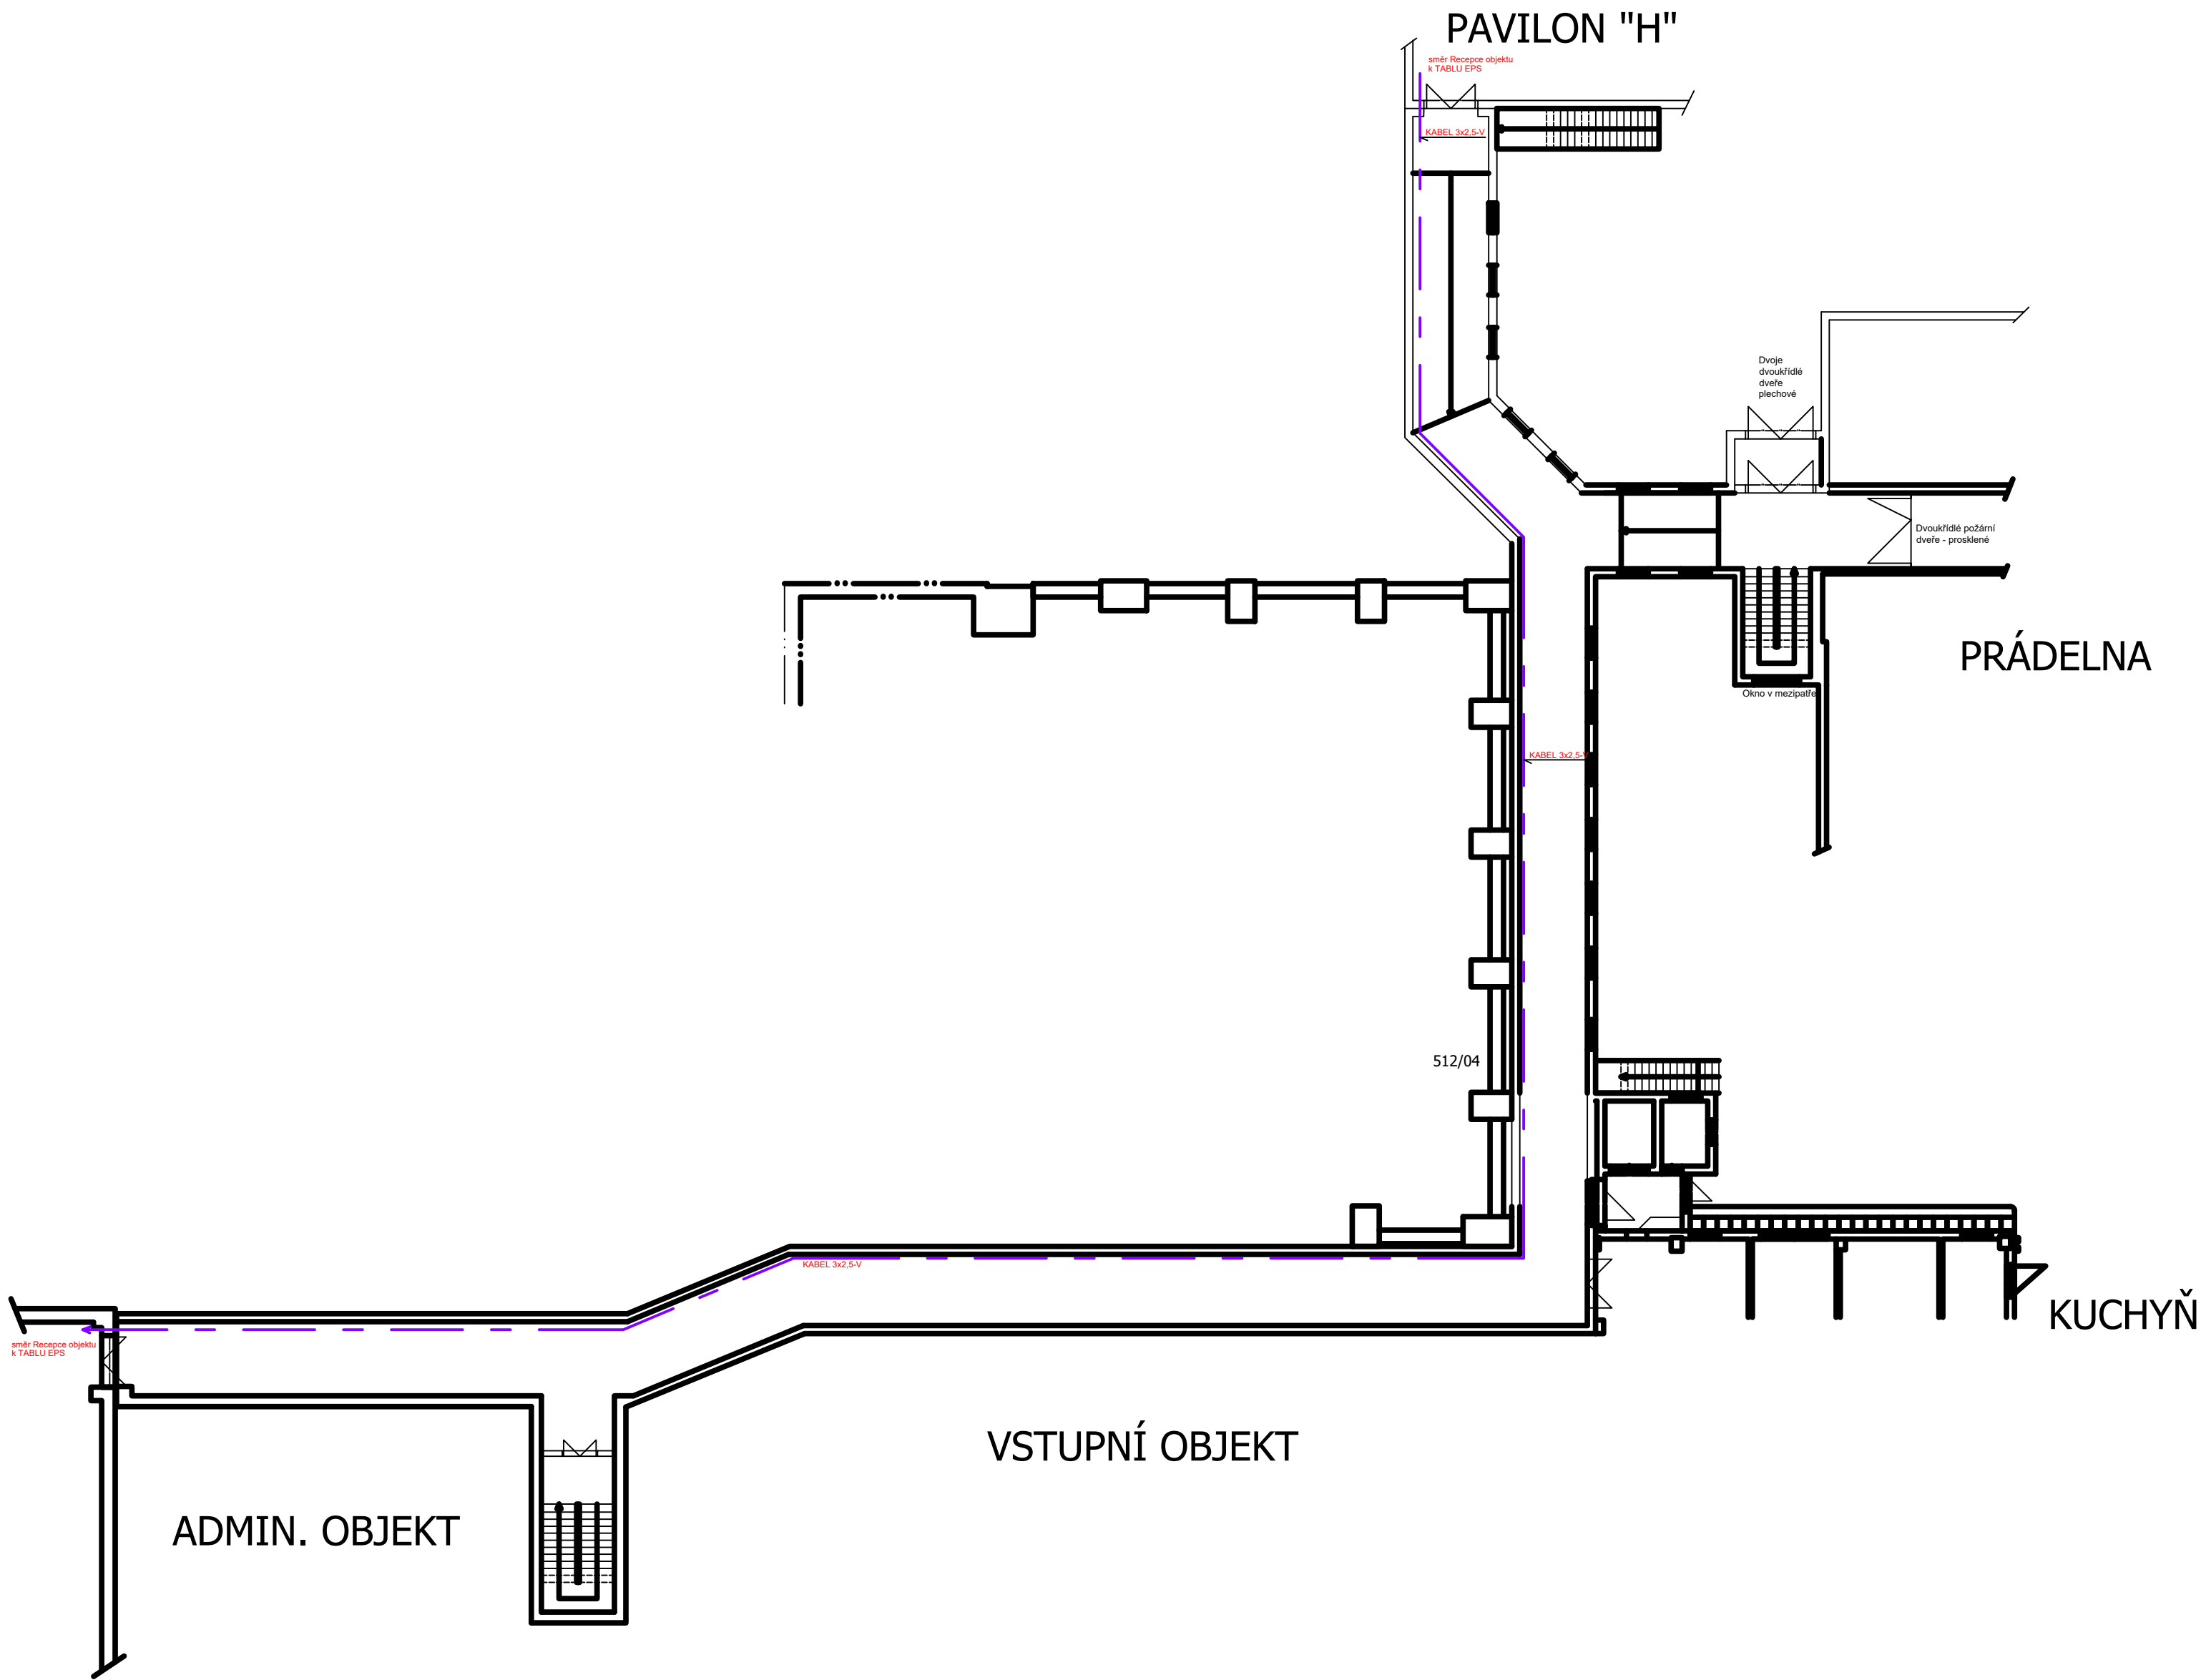 PAVILON "H"
směr Recepce objektu
k TABLU EPS
KABEL 3x2,5-V
Dvoje
dvoukřídlé
dveře
plechové
Dvoukřídlé požární
dveře - prosklené
PRÁDELNA
Okno v mezipatře
KABEL 3x2,5-V
512/04
KABEL 3x2,5-V
KUCHYŇ
směr Recepce objektu
k TABLU EPS
VSTUPNÍ OBJEKT
ADMIN. OBJEKT